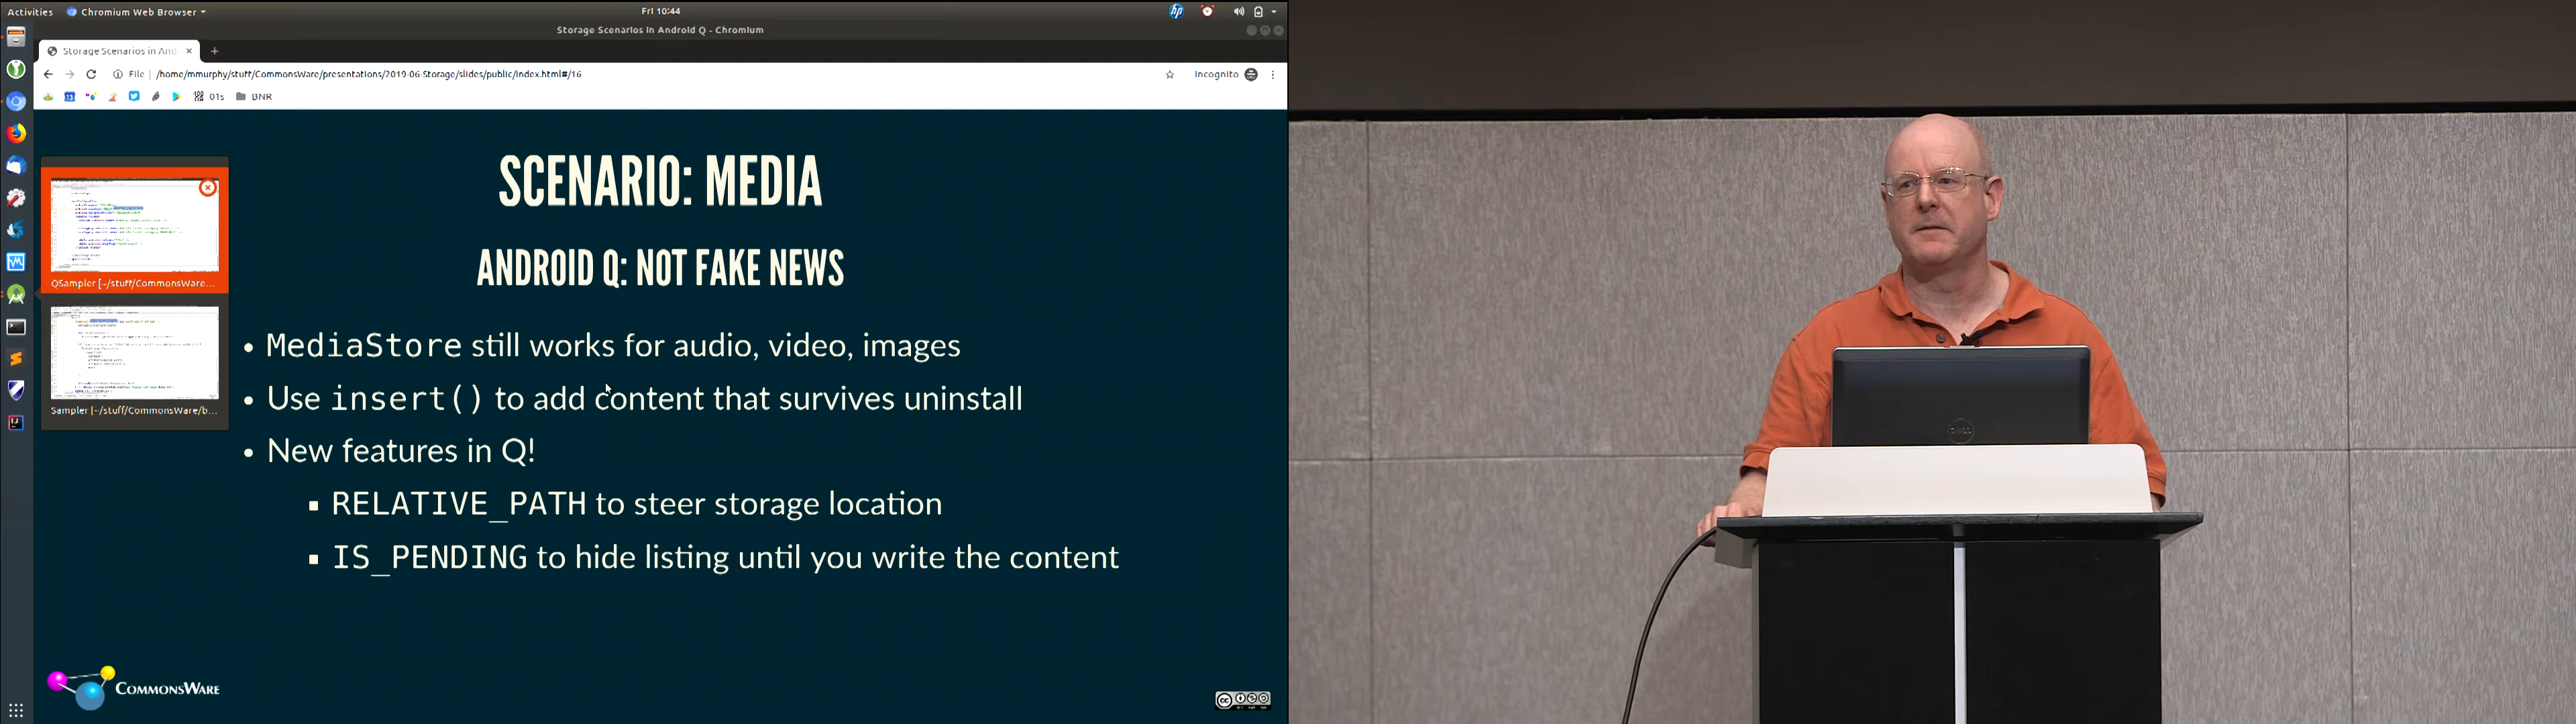 Activities
Chromium Web Browser
Fri 10:44
hp
Storage Scenarios in Android Q - Chromium
Storage Scenarios in And
File
/home/mmurphy/stuff/CommonsWare/presentations/2019-06-Storage/slides/public/index.html#/16
Incognito
01s
BNR
SCENARIO: MEDIA
ANDROID Q: NOT FAKE NEWS
QSampler [~/stuff/CommonsWare...
Sampler [~/stuff/CommonsWare/b...
• MediaStore still works for audio, video, images
• Use insert() to add content that survives uninstall
• New features in Q!
▪ RELATIVE_PATH to steer storage location
▪ IS_PENDING to hide listing until you write the content
COMMONSWARE
cc
DELL